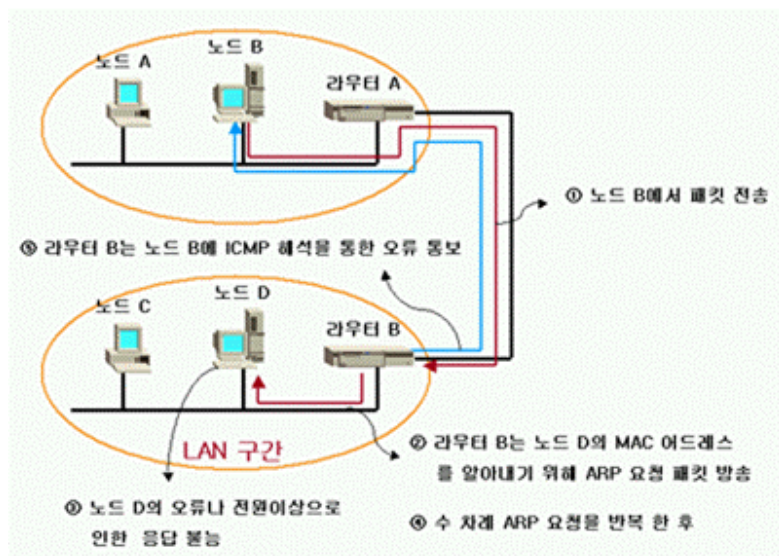 노드 A
노드 B
라우터 A
① 노드 B에서 패킷 전송
⑤ 라우터 B는 노드 B에 ICMP 해석을 통한 오류 통보
노드 C
노드 D
라우터 B
LAN 구간
② 라우터 B는 노드 D의 MAC 어드레스
를 알아내기 위해 ARP 요청 패킷 방송
③ 노드 D의 오류나 전원이상으로
인한 응답 불능
④ 수 차례 ARP 요청을 반복 한 후